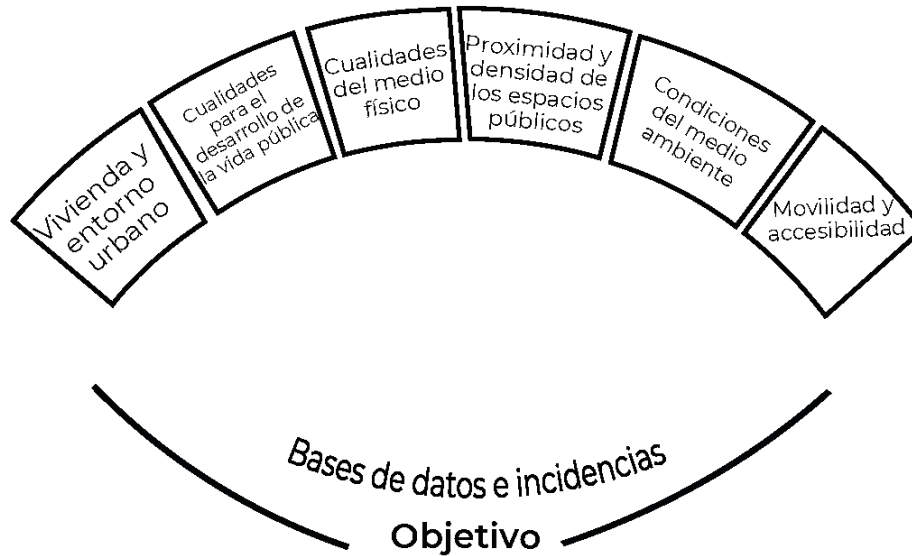 Vivienda y
entorno
urbano
Cualidades
para el
desarrollo de
la vida pública
Cualidades
del medio
físico
Proximidad y
densidad de
los espacios
públicos
Condiciones
del medio
ambiente
Movilidad y
accesibilidad
Bases de datos e incidencias
Objetivo